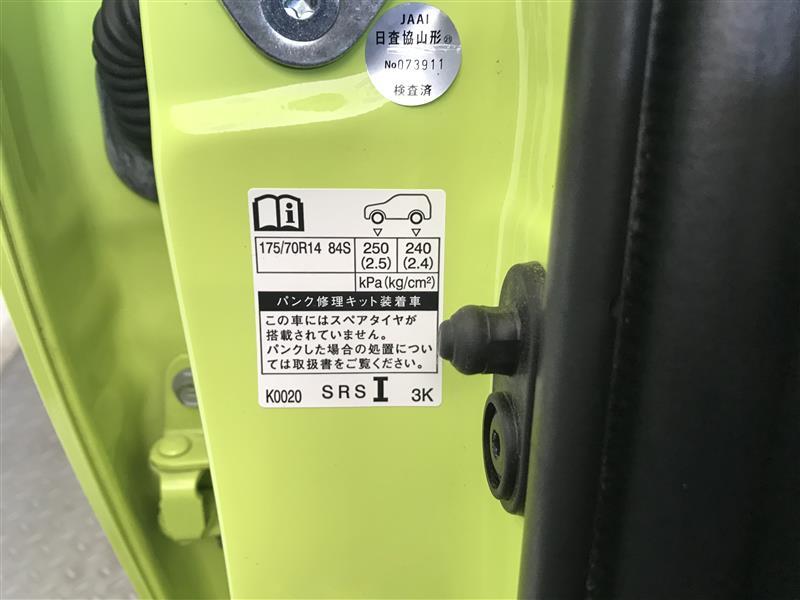 JAAI
日査協山形㉕
No073911
検査済
175/70R14 84S 250 (2.5) 240 (2.4)
kPa(kg/cm²)
パンク修理キット装着車
この車にはスペアタイヤが
搭載されていません。
パンクした場合の処置につい
ては取扱書をご覧ください。
K0020 SRS I 3K